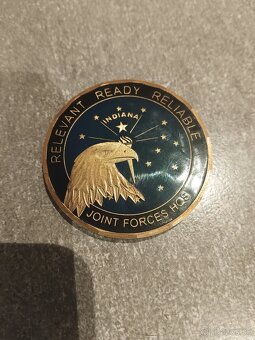 RELEVANT READY RELIABLE
INDIANA
JOINT FORCES HQS